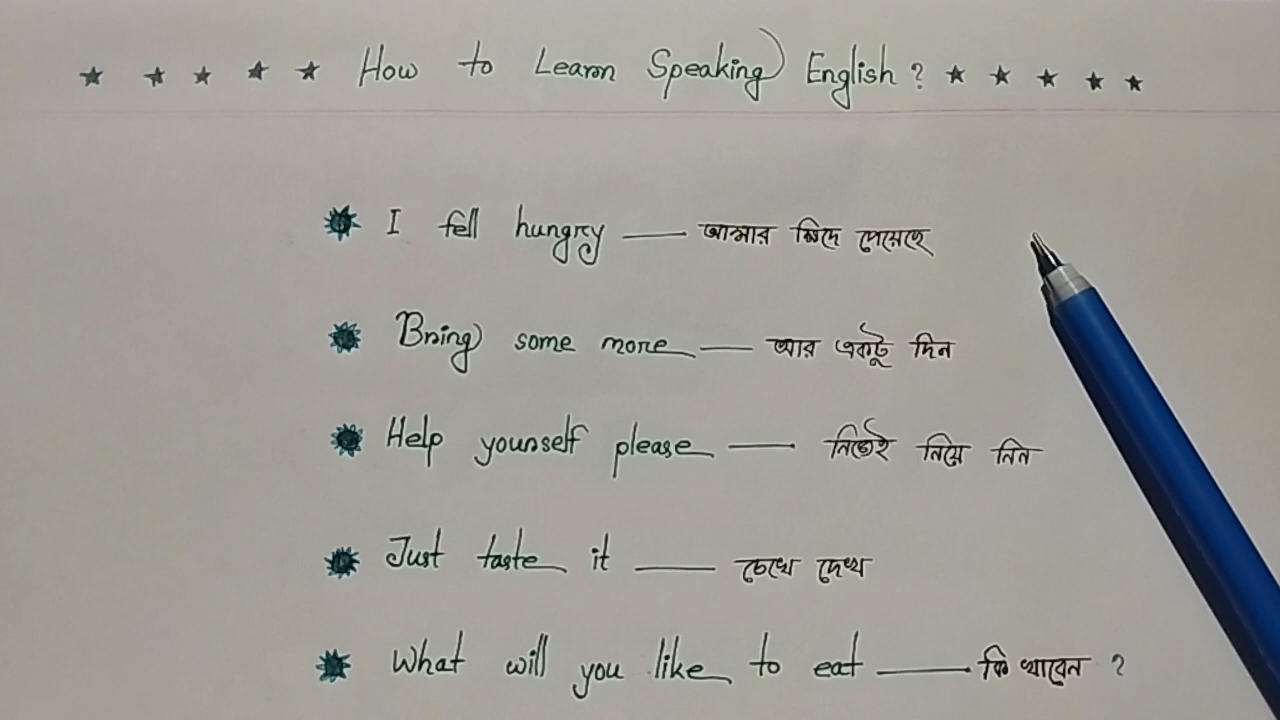 How to Learn Speaking English?
I fell hungry — আমার খিদে পেয়েছে
Bring some more — আর একটু দিন
Help yourself please — নিজেই নিয়ে নিন
Just taste it — চেখে দেখ
What will you like to eat — কি খাবেন ?